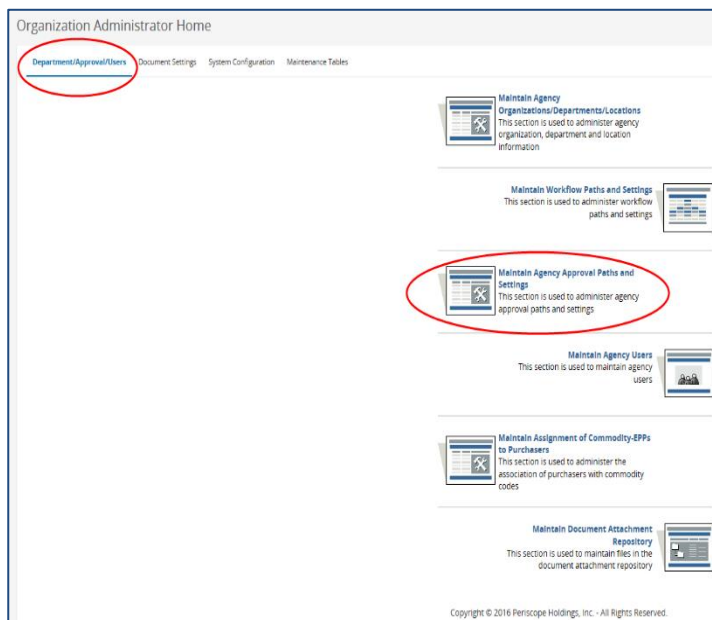 Organization Administrator Home
Department/Approval/Users Document Settings System Configuration Maintenance Tables
Maintain Agency
Organizations/Departments/Locations
This section is used to administer agency
organization, department and location
information
Maintain Workflow Paths and Settings
This section is used to administer workflow
paths and settings
Maintain Agency Approval Paths and
Settings
This section is used to administer agency
approval paths and settings
Maintain Agency Users
This section is used to maintain agency
users
Maintain Assignment of Commodity-EPPs
to Purchasers
This section is used to administer the
association of purchasers with commodity
codes
Maintain Document Attachment
Repository
This section is used to maintain files in the
document attachment repository
Copyright © 2016 Periscope Holdings, Inc. - All Rights Reserved.